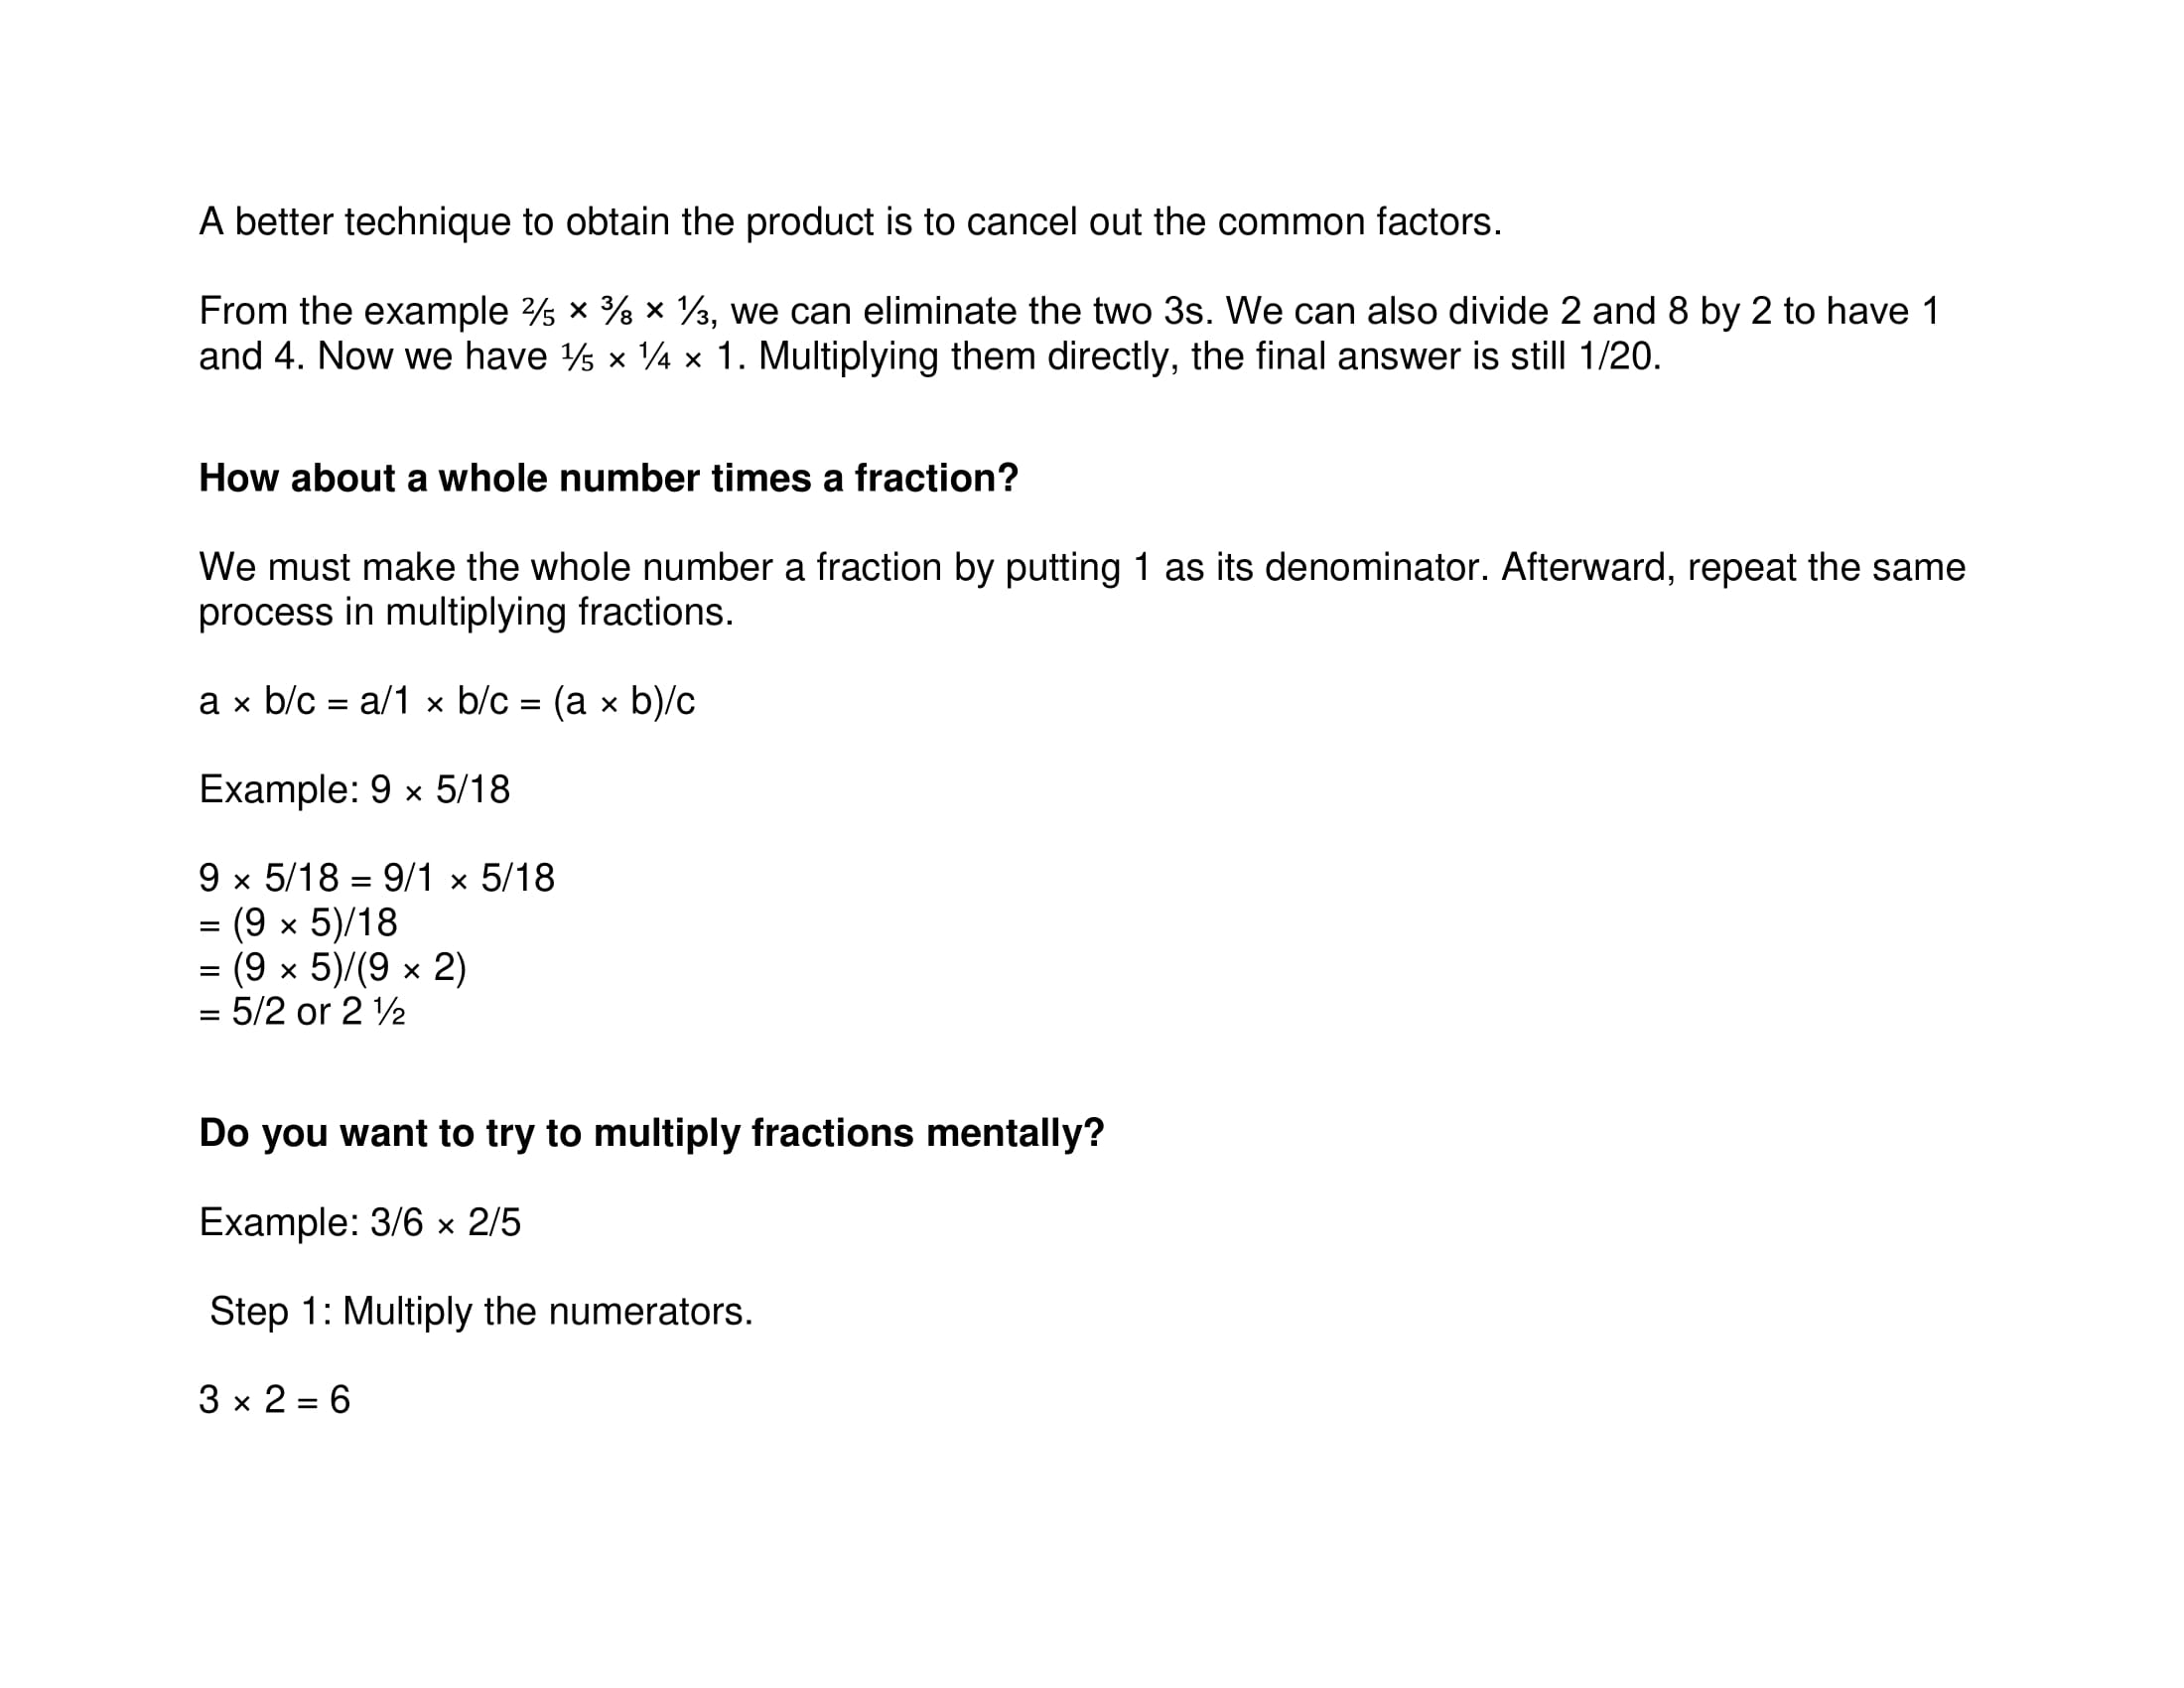 A better technique to obtain the product is to cancel out the common factors.
From the example ⅖ × ⅜ × ⅓, we can eliminate the two 3s. We can also divide 2 and 8 by 2 to have 1
and 4. Now we have ⅕ × ¼ × 1. Multiplying them directly, the final answer is still 1/20.
How about a whole number times a fraction?
We must make the whole number a fraction by putting 1 as its denominator. Afterward, repeat the same
process in multiplying fractions.
a × b/c = a/1 × b/c = (a × b)/c
Example: 9 × 5/18
9 × 5/18 = 9/1 × 5/18
= (9 × 5)/18
= (9 × 5)/(9 × 2)
= 5/2 or 2 ½
Do you want to try to multiply fractions mentally?
Example: 3/6 × 2/5
Step 1: Multiply the numerators.
3 × 2 = 6